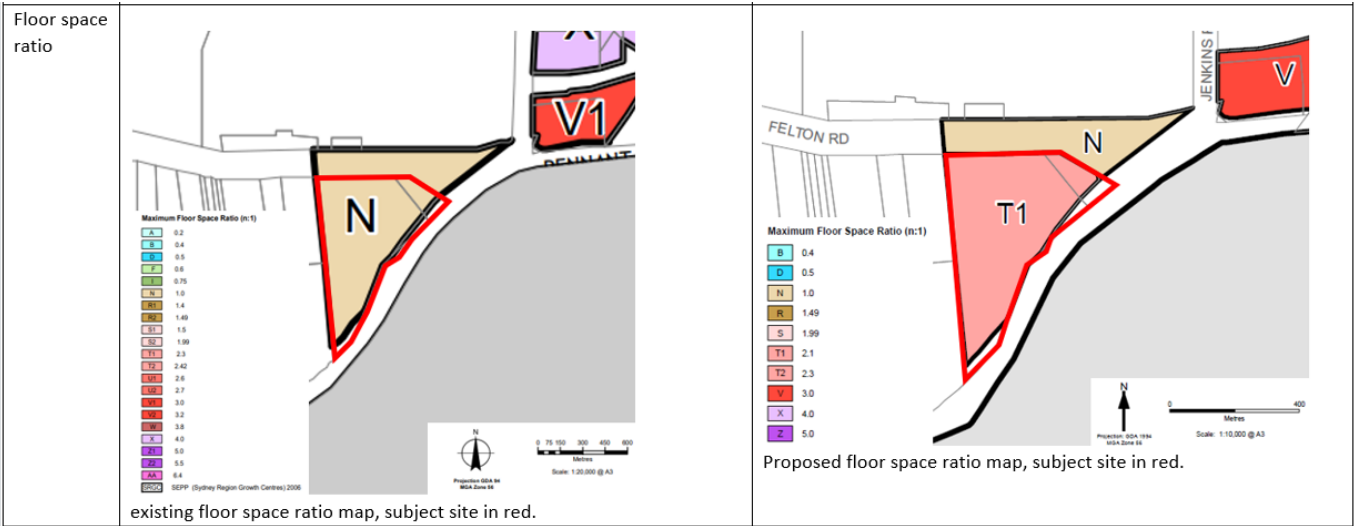 Floor space
ratio
X
V1
PENNANT
N
Maximum Floor Space Ratio (n:1)
A 0.2
B 0.4
D 0.5
F 0.6
I 0.75
N 1.0
R1 1.4
R2 1.49
S1 1.5
S2 1.99
T1 2.3
T2 2.42
U1 2.6
U2 2.7
V1 3.0
V2 3.2
W 3.8
X 4.0
Z1 5.0
Z2 5.5
AA 6.4
SRGC SEPP (Sydney Region Growth Centres) 2006
N
Projection GDA 94
MGA Zone 56
0 75 150 300 450 600
Metres
Scale: 1:20,000 @ A3
existing floor space ratio map, subject site in red.
JENKINS R
V
FELTON RD
N
T1
Maximum Floor Space Ratio (n:1)
B 0.4
D 0.5
N 1.0
R 1.49
S 1.99
T1 2.1
T2 2.3
V 3.0
X 4.0
Z 5.0
N
Projection: GDA 1994
MGA Zone 56
0 400
Metres
Scale: 1:10,000 @ A3
Proposed floor space ratio map, subject site in red.